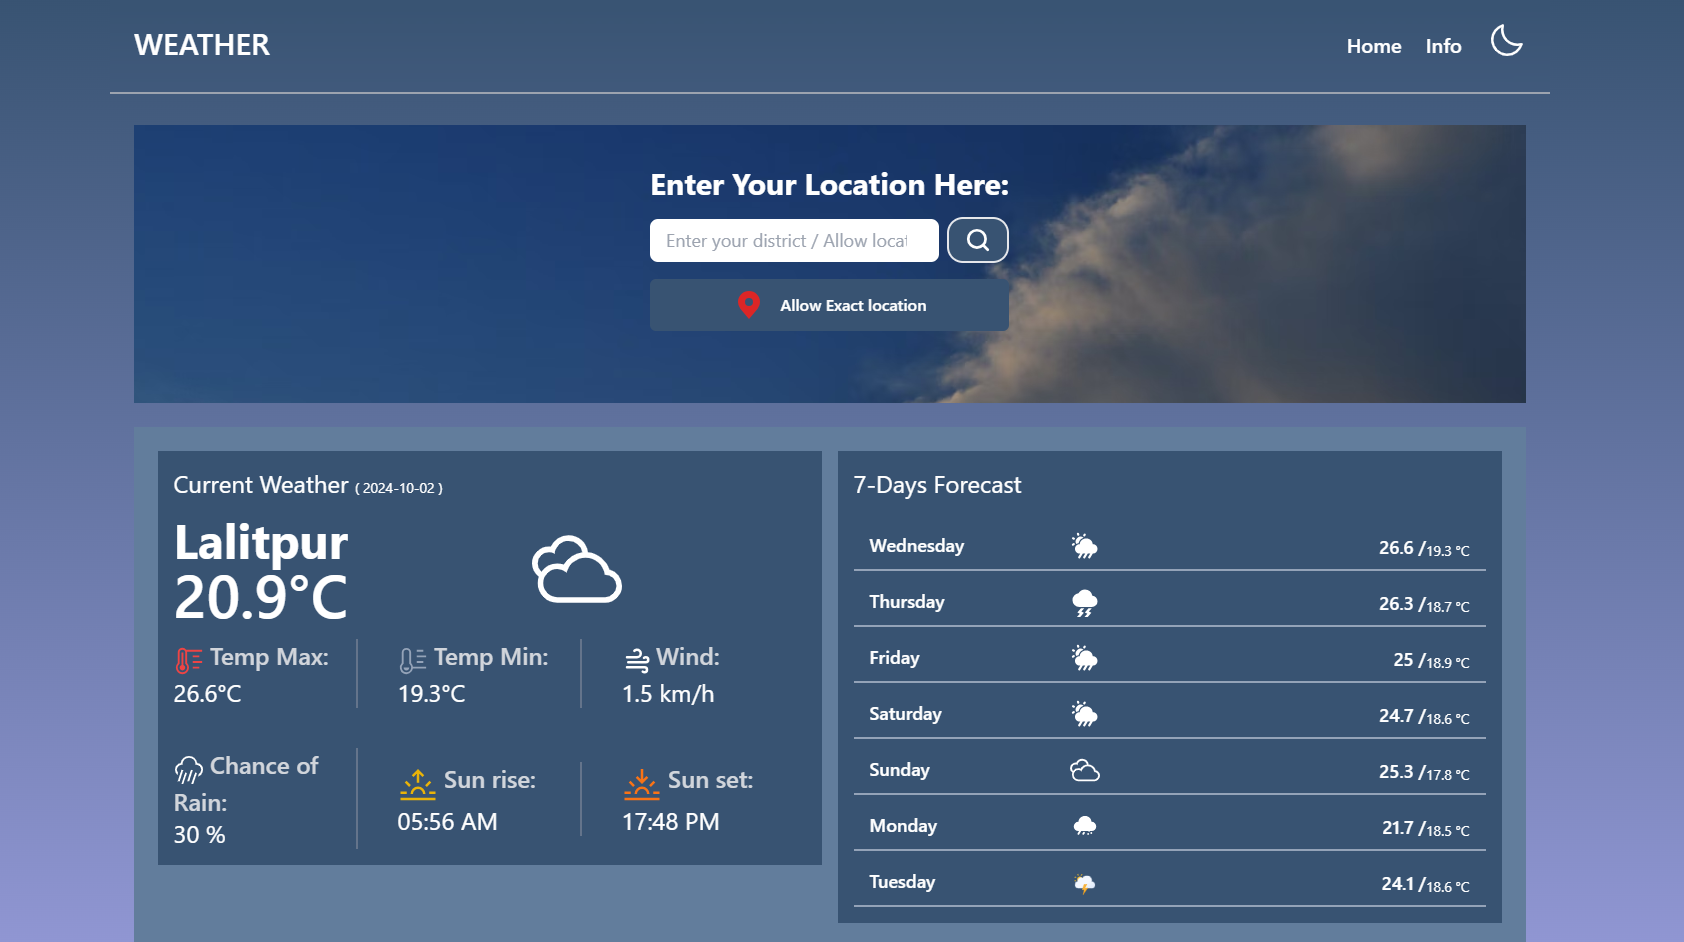 WEATHER
Home Info
Enter Your Location Here:
Enter your district / Allow locat
Allow Exact location
Current Weather ( 2024-10-02 )
Lalitpur
20.9°C
Temp Max:
26.6°C
Temp Min:
19.3°C
Wind:
1.5 km/h
Chance of
Rain:
30 %
Sun rise:
05:56 AM
Sun set:
17:48 PM
7-Days Forecast
Wednesday 26.6 /19.3 °C
Thursday 26.3 /18.7 °C
Friday 25 /18.9 °C
Saturday 24.7 /18.6 °C
Sunday 25.3 /17.8 °C
Monday 21.7 /18.5 °C
Tuesday 24.1 /18.6 °C